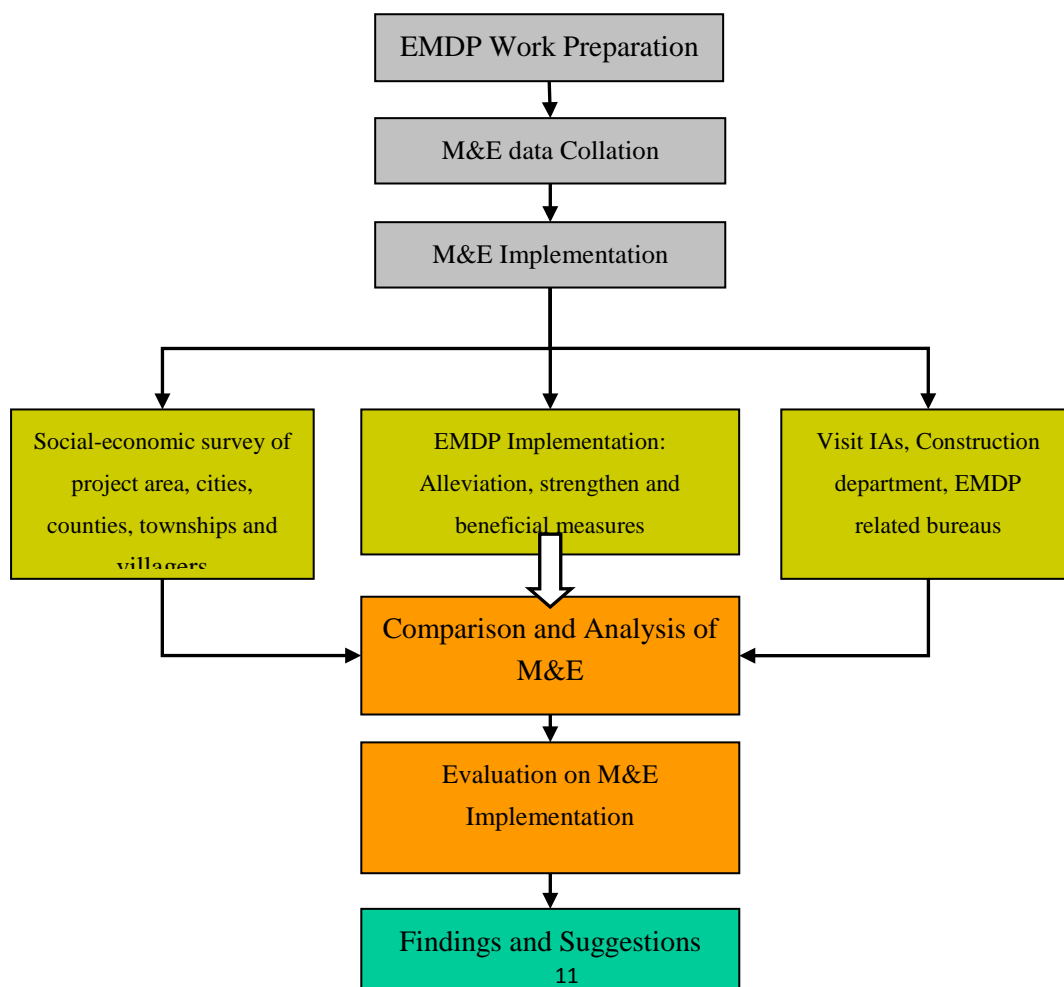 EMDP Work Preparation
M&E data Collation
M&E Implementation
Social-economic survey of
project area, cities,
counties, townships and
villagers
EMDP Implementation:
Alleviation, strengthen and
beneficial measures
Visit IAs, Construction
department, EMDP
related bureaus
Comparison and Analysis of
M&E
Evaluation on M&E
Implementation
Findings and Suggestions
11